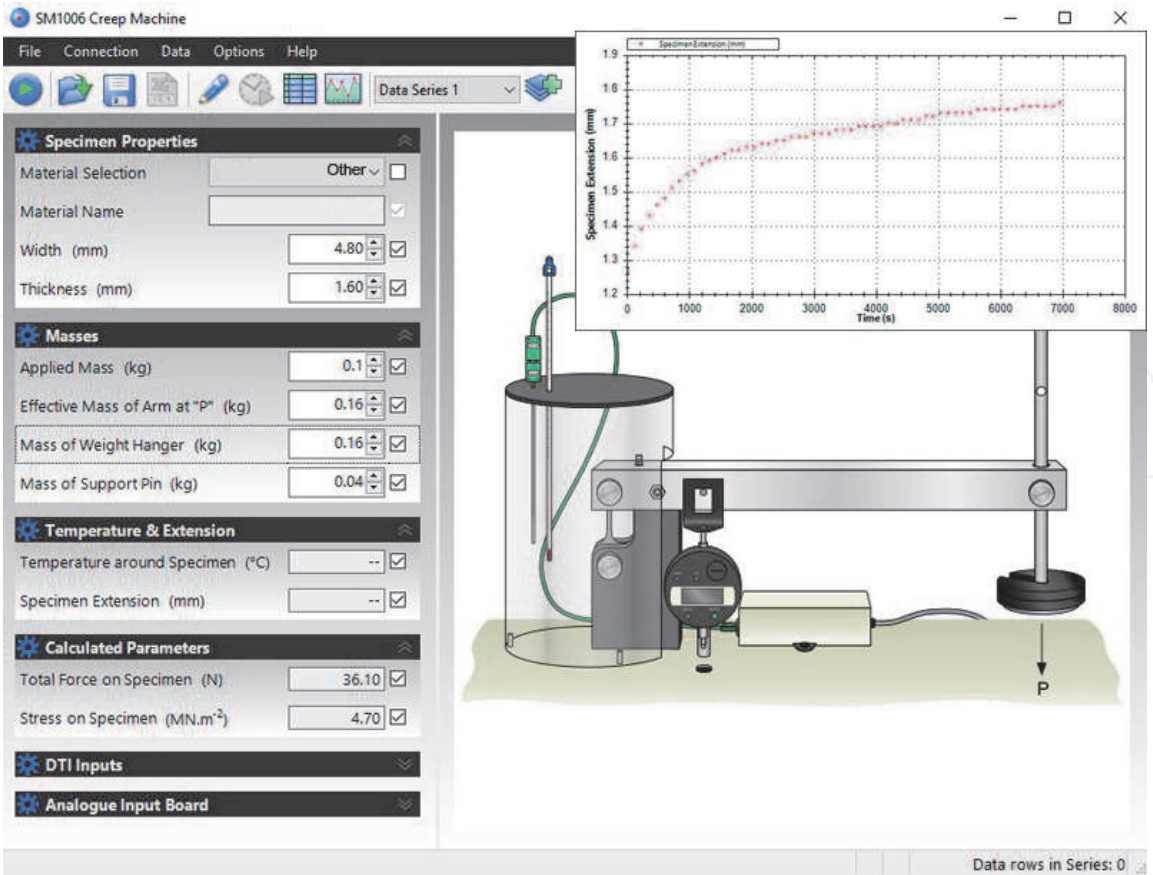 SM1006 Creep Machine
File Connection Data Options Help
Data Series 1
Specimen Properties
Material Selection Other
Material Name
Width (mm) 4.80
Thickness (mm) 1.60
Masses
Applied Mass (kg) 0.1
Effective Mass of Arm at "P" (kg) 0.16
Mass of Weight Hanger (kg) 0.16
Mass of Support Pin (kg) 0.04
Temperature & Extension
Temperature around Specimen (°C) --
Specimen Extension (mm) --
Calculated Parameters
Total Force on Specimen (N) 36.10
Stress on Specimen (MN.m⁻²) 4.70
DTI Inputs
Analogue Input Board
Specimen Extension (mm)
1.9
1.8
1.7
1.6
1.5
1.4
1.3
1.2
Specimen Extension (mm)
0 1000 2000 3000 4000 5000 6000 7000 8000
Time (s)
P
Data rows in Series: 0